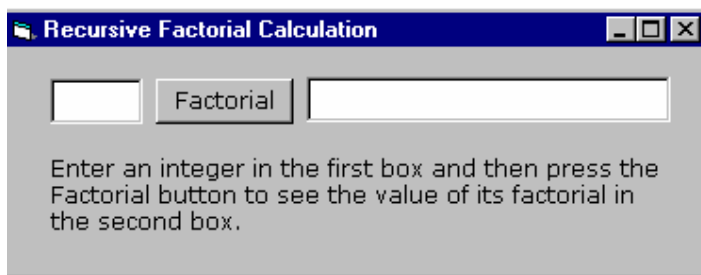 Recursive Factorial Calculation
Factorial
Enter an integer in the first box and then press the
Factorial button to see the value of its factorial in
the second box.